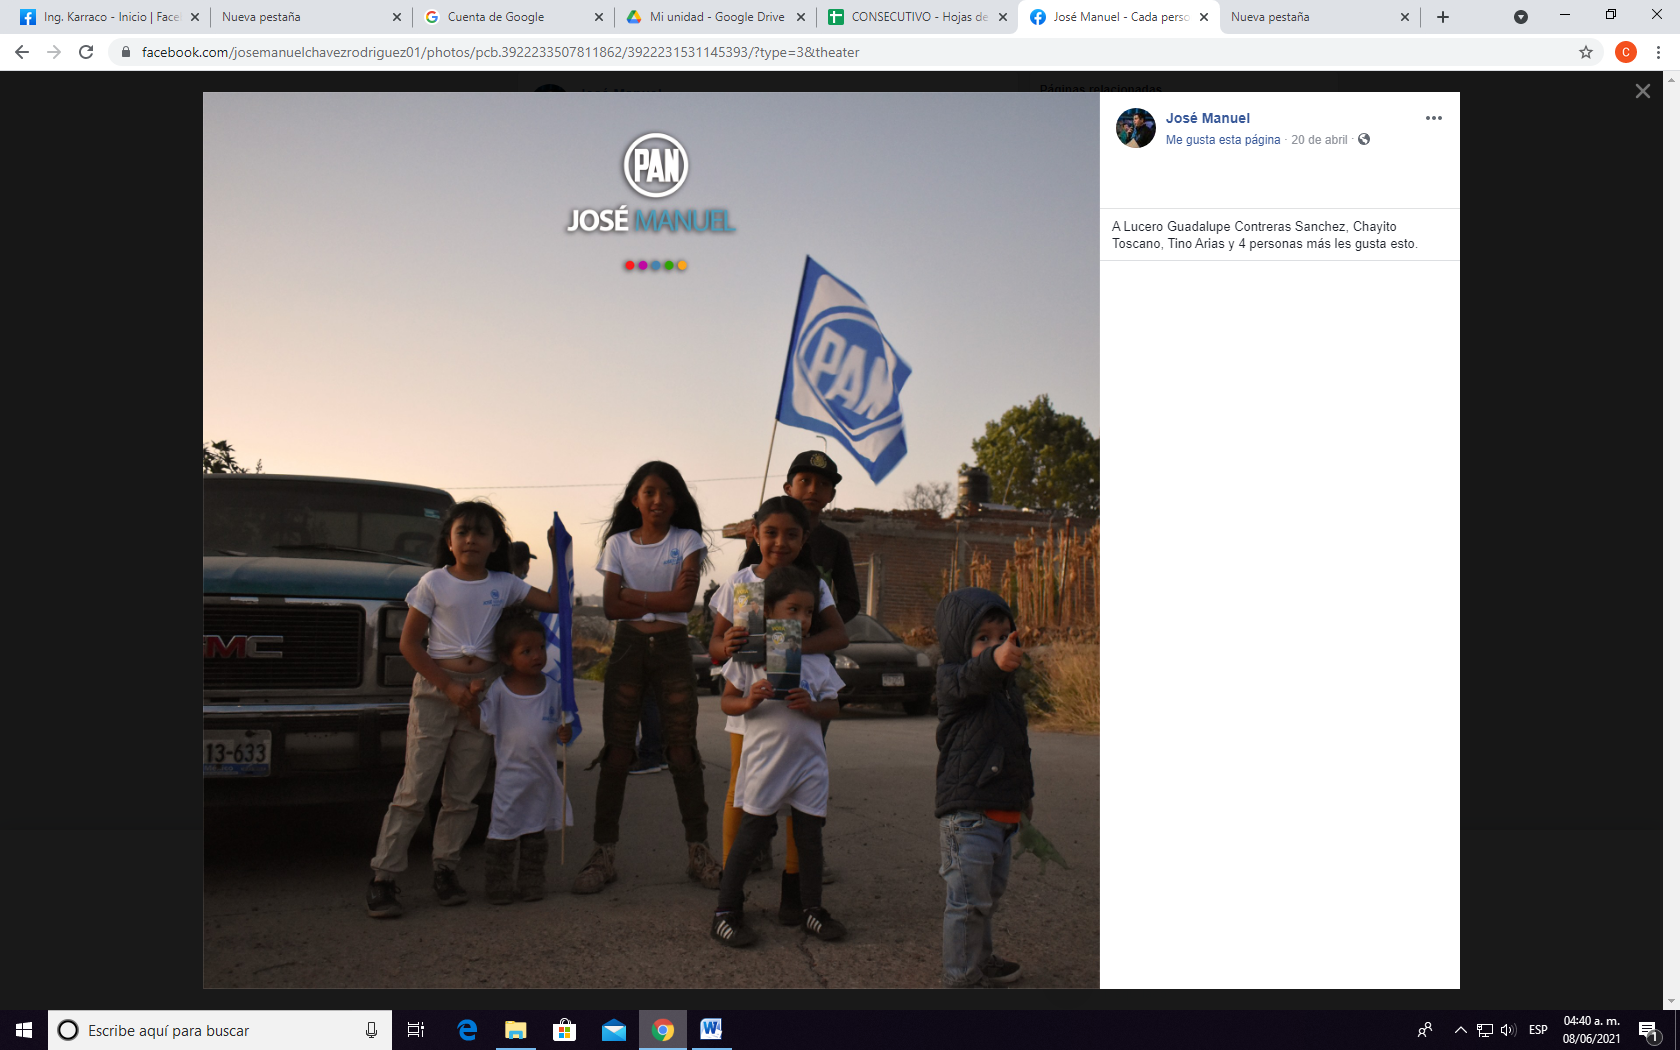 Ing. Karraco - Inicio | Face
Nueva pestaña
Cuenta de Google
Mi unidad - Google Drive
CONSECUTIVO - Hojas de
José Manuel - Cada perso
Nueva pestaña
facebook.com/josemanuelchavezrodriguez01/photos/pcb.3922233507811862/3922231531145393/?type=3&theater
C
Páginas relacionadas
PAN
JOSÉ MANUEL
PAN
GMC
13-633
José Manuel
Me gusta esta página · 20 de abril ·
A Lucero Guadalupe Contreras Sanchez, Chayito
Toscano, Tino Arias y 4 personas más les gusta esto.
Escribe aquí para buscar
ESP
04:40 a. m.
08/06/2021
1